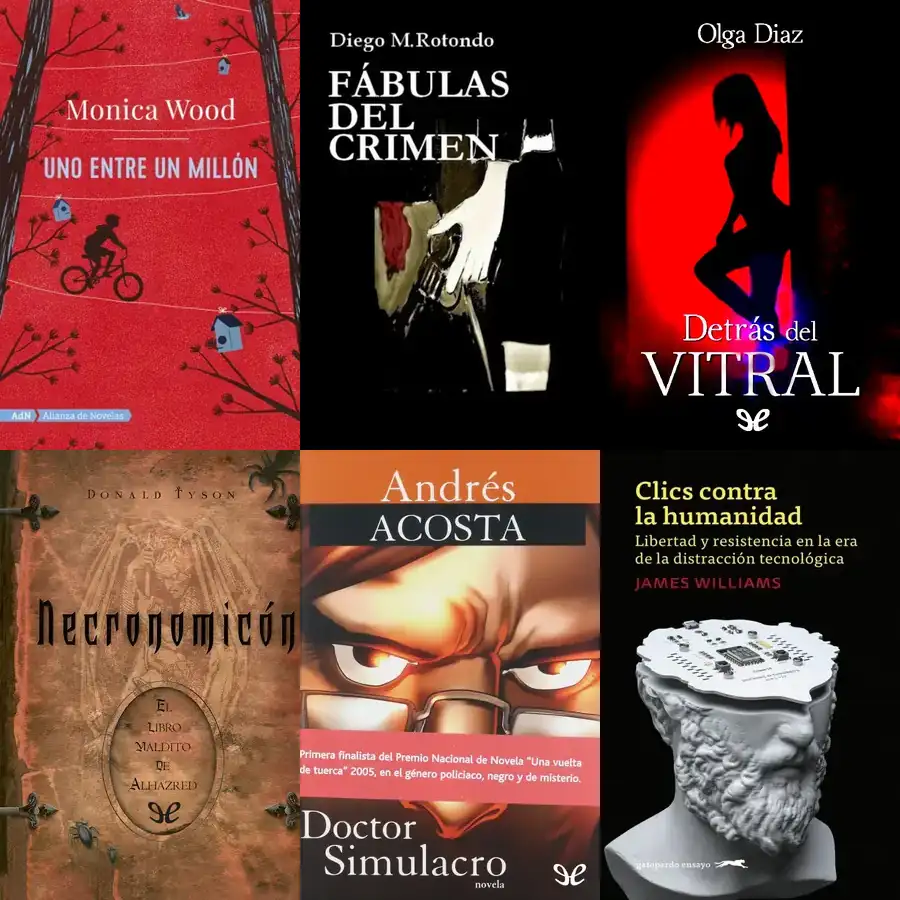 Monica Wood
UNO ENTRE UN MILLÓN
AdN Alianza de Novelas
Diego M.Rotondo
FÁBULAS
DEL
CRIMEN
Olga Diaz
Detrás del
VITRAL
DONALD TYSON
Necronomicón
EL
LIBRO
MALDITO
DE
ALHAZRED
Andrés
ACOSTA
Primera finalista del Premio Nacional de Novela "Una vuelta
de tuerca" 2005, en el género policiaco, negro y de misterio.
Doctor
Simulacro
novela
Clics contra
la humanidad
Libertad y resistencia en la era
de la distracción tecnológica
JAMES WILLIAMS
gatopardo ensayo